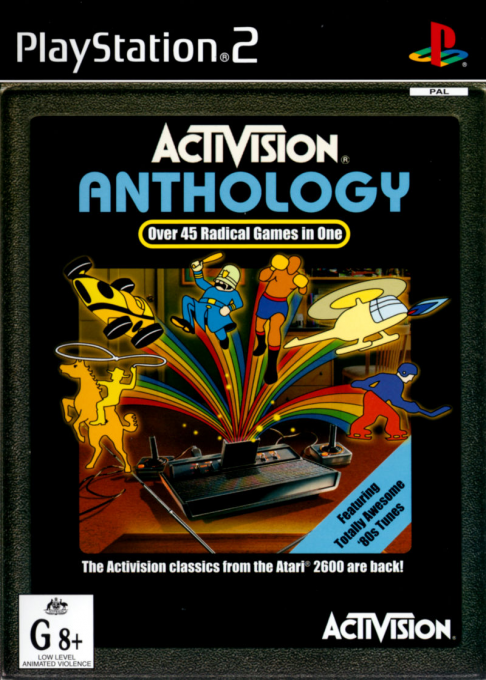 PlayStation®2
PAL
ACTIVISION®
ANTHOLOGY
Over 45 Radical Games in One
Featuring
Totally Awesome
'80s Tunes
The Activision classics from the Atari® 2600 are back!
G 8+
LOW LEVEL
ANIMATED VIOLENCE
ACTIVISION®